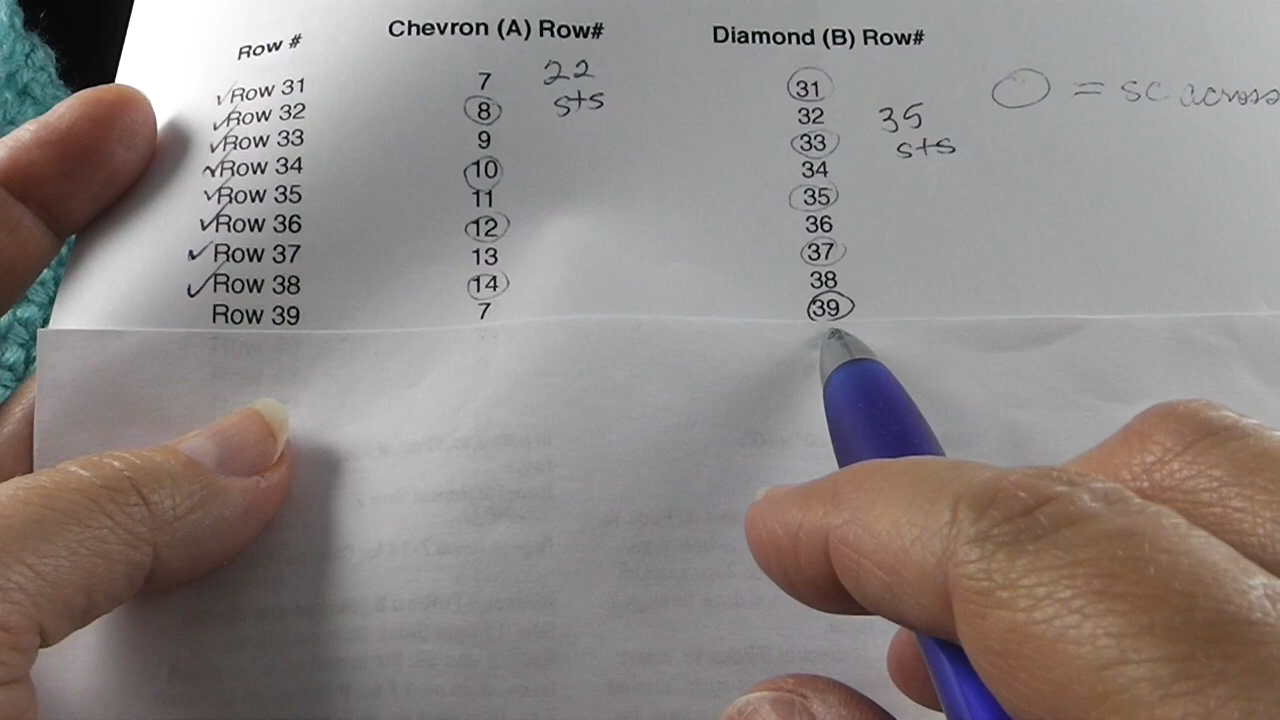 Row # Chevron (A) Row# Diamond (B) Row#
Row 31 7 22 31 = sc across
Row 32 8 sts 32 35
Row 33 9 33 sts
Row 34 10 34
Row 35 11 35
Row 36 12 36
Row 37 13 37
Row 38 14 38
Row 39 7 39